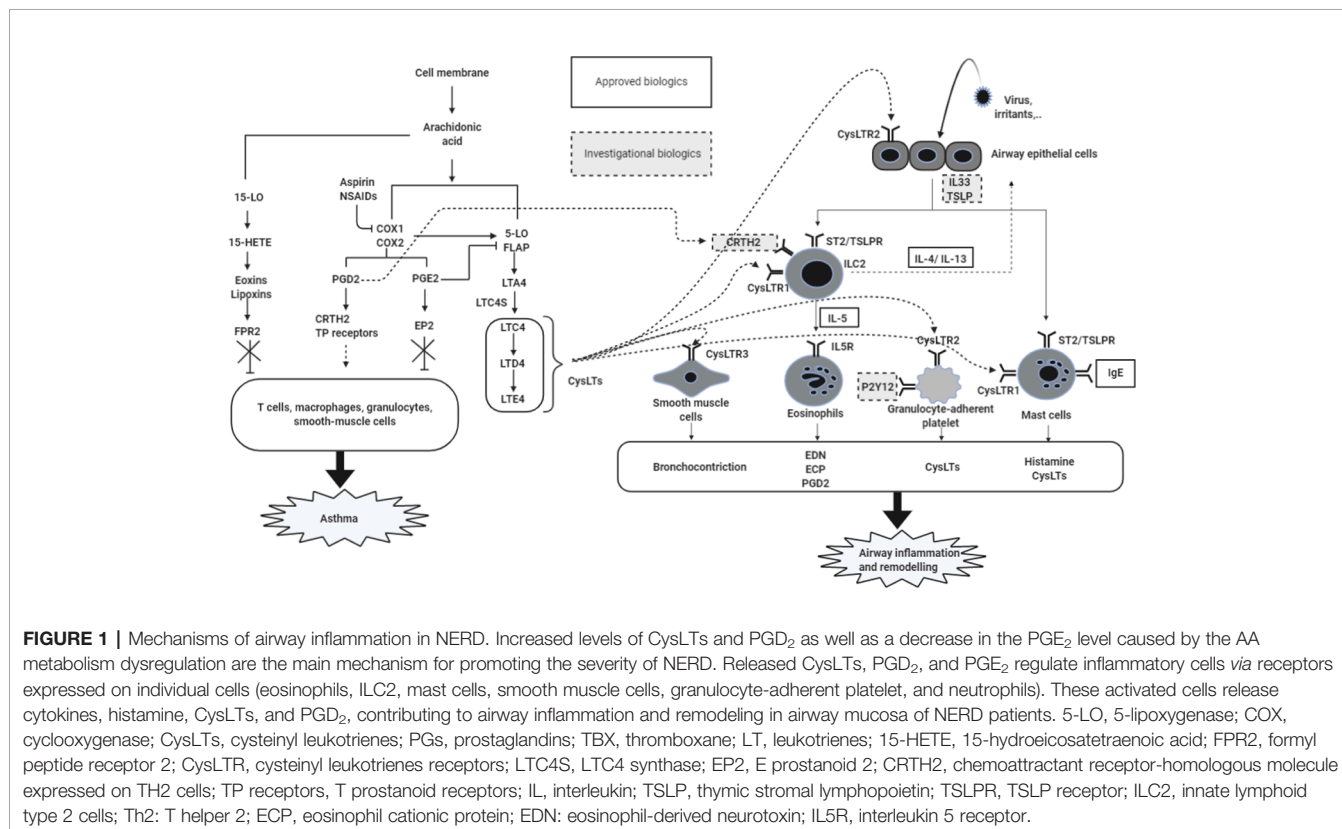 Cell membrane
Arachidonic
acid
15-LO
15-HETE
Eoxins
Lipoxins
FPR2
Aspirin
NSAIDs
COX1
COX2
PGD2
PGE2
CRTH2
TP receptors
EP2
5-LO
FLAP
LTA4
LTC4S
LTC4
LTD4
LTE4
CysLTs
T cells, macrophages, granulocytes,
smooth-muscle cells
Asthma
Approved biologics
Investigational biologics
Virus,
irritants,..
CysLTR2
Airway epithelial cells
IL33
TSLP
CRTH2
ST2/TSLPR
ILC2
CysLTR1
IL-4/ IL-13
IL-5
CysLTR3
Smooth muscle
cells
IL5R
Eosinophils
CysLTR2
P2Y12
Granulocyte-adherent
platelet
ST2/TSLPR
CysLTR1
IgE
Mast cells
Bronchocontriction
EDN
ECP
PGD2
CysLTs
Histamine
CysLTs
Airway inflammation
and remodelling
FIGURE 1 | Mechanisms of airway inflammation in NERD. Increased levels of CysLTs and PGD₂ as well as a decrease in the PGE₂ level caused by the AA
metabolism dysregulation are the main mechanism for promoting the severity of NERD. Released CysLTs, PGD₂, and PGE₂ regulate inflammatory cells via receptors
expressed on individual cells (eosinophils, ILC2, mast cells, smooth muscle cells, granulocyte-adherent platelet, and neutrophils). These activated cells release
cytokines, histamine, CysLTs, and PGD₂, contributing to airway inflammation and remodeling in airway mucosa of NERD patients. 5-LO, 5-lipoxygenase; COX,
cyclooxygenase; CysLTs, cysteinyl leukotrienes; PGs, prostaglandins; TBX, thromboxane; LT, leukotrienes; 15-HETE, 15-hydroeicosatetraenoic acid; FPR2, formyl
peptide receptor 2; CysLTR, cysteinyl leukotrienes receptors; LTC4S, LTC4 synthase; EP2, E prostanoid 2; CRTH2, chemoattractant receptor-homologous molecule
expressed on TH2 cells; TP receptors, T prostanoid receptors; IL, interleukin; TSLP, thymic stromal lymphopoietin; TSLPR, TSLP receptor; ILC2, innate lymphoid
type 2 cells; Th2: T helper 2; ECP, eosinophil cationic protein; EDN: eosinophil-derived neurotoxin; IL5R, interleukin 5 receptor.